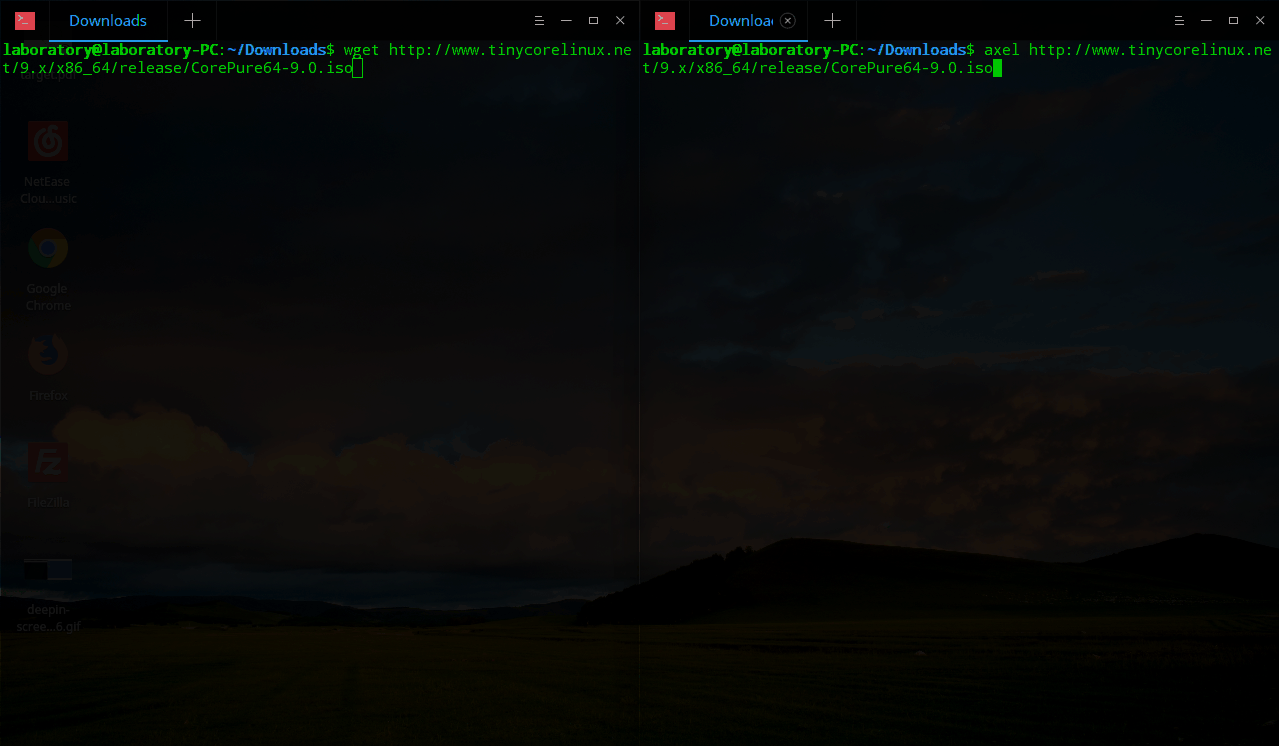 Downloads
laboratory@laboratory-PC:~/Downloads$ wget http://www.tinycorelinux.ne
t/9.x/x86_64/release/CorePure64-9.0.iso
NetEase
Clou...usic
Google
Chrome
Firefox
FileZilla
deepin-
scree...6.gif
Downloa
laboratory@laboratory-PC:~/Downloads$ axel http://www.tinycorelinux.ne
t/9.x/x86_64/release/CorePure64-9.0.iso